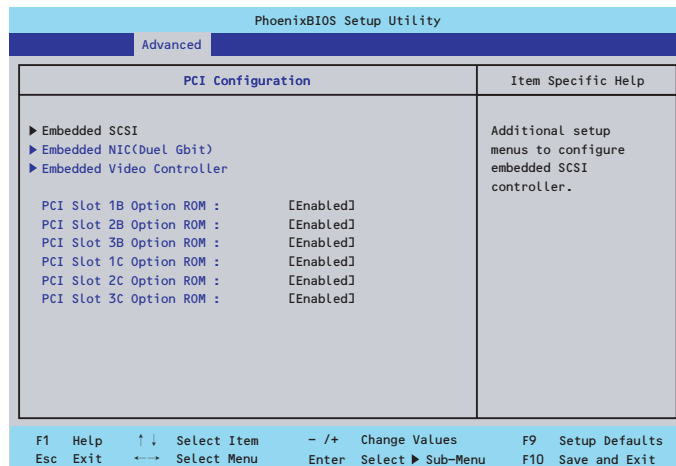 PhoenixBIOS Setup Utility
Advanced
PCI Configuration
Item Specific Help
▶ Embedded SCSI
▶ Embedded NIC(Duel Gbit)
▶ Embedded Video Controller
PCI Slot 1B Option ROM : [Enabled]
PCI Slot 2B Option ROM : [Enabled]
PCI Slot 3B Option ROM : [Enabled]
PCI Slot 1C Option ROM : [Enabled]
PCI Slot 2C Option ROM : [Enabled]
PCI Slot 3C Option ROM : [Enabled]
Additional setup
menus to configure
embedded SCSI
controller.
F1 Help ↑↓ Select Item - /+ Change Values F9 Setup Defaults
Esc Exit ←→ Select Menu Enter Select ▶ Sub-Menu F10 Save and Exit